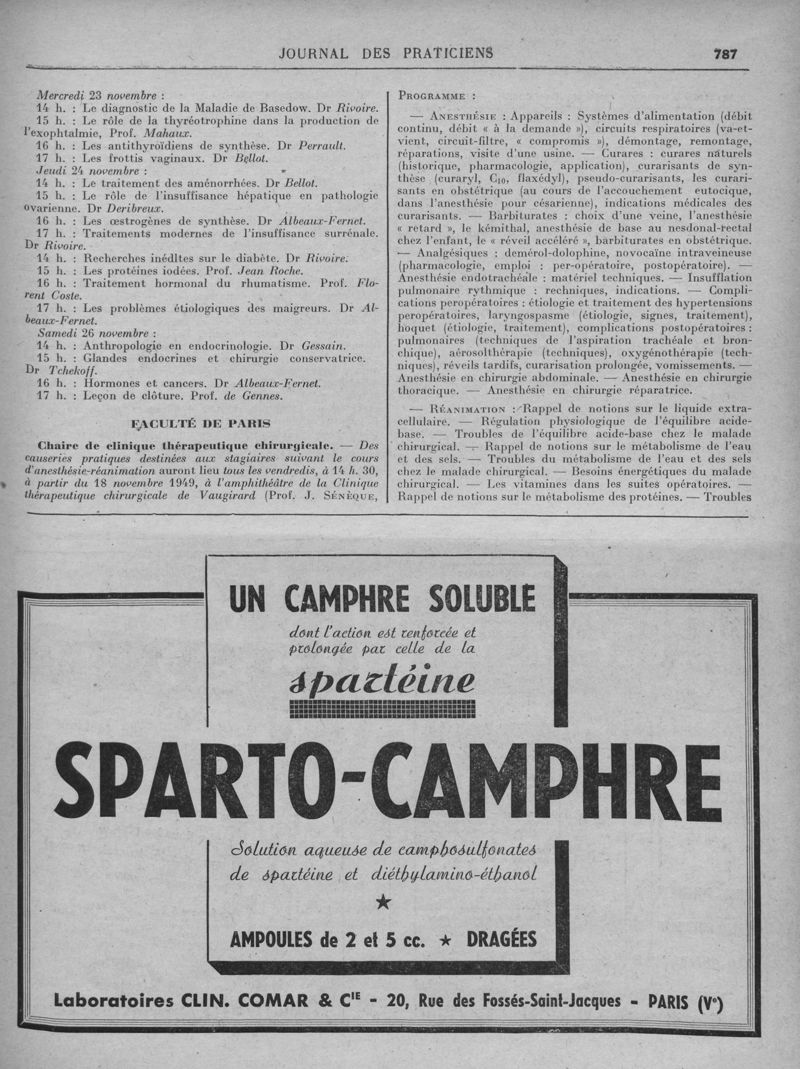 JOURNAL DES PRATICIENS
787
Mercredi 23 novembre :
14 h. : Le diagnostic de la Maladie de Basedow. Dr Rivoire.
15 h. : Le rôle de la thyréotrophine dans la production de
l'exophtalmie, Prof. Mahaux.
16 h. : Les antithyroïdiens de synthèse. Dr Perrault.
17 h. : Les frottis vaginaux. Dr Bellot.
Jeudi 24 novembre :
14 h. : Le traitement des aménorrhées. Dr Bellot.
15 h. : Le rôle de l'insuffisance hépatique en pathologie
ovarienne. Dr Deribreux.
16 h. : Les œstrogènes de synthèse. Dr Albeaux-Fernet.
17 h. : Traitements modernes de l'insuffisance surrénale.
Dr Rivoire.
14 h. : Recherches inédites sur le diabète. Dr Rivoire.
15 h. : Les protéines iodées. Prof. Jean Roche.
16 h. : Traitement hormonal du rhumatisme. Prof. Flo-
rent Coste.
17 h. : Les problèmes étiologiques des maigreurs. Dr Al-
beaux-Fernet.
Samedi 26 novembre :
14 h. : Anthropologie en endocrinologie. Dr Gessain.
15 h. : Glandes endocrines et chirurgie conservatrice.
Dr Tchekoff.
16 h. : Hormones et cancers. Dr Albeaux-Fernet.
17 h. : Leçon de clôture. Prof. de Gennes.
FACULTÉ DE PARIS
Chaire de clinique thérapeutique chirurgicale. — Des
causeries pratiques destinées aux stagiaires suivant le cours
d'anesthésie-réanimation auront lieu tous les vendredis, à 14 h. 30,
à partir du 18 novembre 1949, à l'amphithéâtre de la Clinique
thérapeutique chirurgicale de Vaugirard (Prof. J. SÉNÈQUE,
PROGRAMME :
— ANESTHÉSIE : Appareils : Systèmes d'alimentation (débit
continu, débit « à la demande »), circuits respiratoires (va-et-
vient, circuit-filtre, « compromis »), démontage, remontage,
réparations, visite d'une usine. — Curares : curares naturels
(historique, pharmacologie, application), curarisants de syn-
thèse (curaryl, C10, flaxédyl), pseudo-curarisants, les curari-
sants en obstétrique (au cours de l'accouchement eutocique,
dans l'anesthésie pour césarienne), indications médicales des
curarisants. — Barbiturates : choix d'une veine, l'anesthésie
« retard », le kémithal, anesthésie de base au nesdonal-rectal
chez l'enfant, le « réveil accéléré », barbiturates en obstétrique.
— Analgésiques : demérol-dolophine, novocaïne intraveineuse
(pharmacologie, emploi : per-opératoire, postopératoire). —
Anesthésie endotrachéale : matériel techniques. — Insufflation
pulmonaire rythmique : rechniques, indications. — Compli-
cations peropératoires : étiologie et traitement des hypertensions
peropératoires, laryngospasme (étiologie, signes, traitement),
hoquet (étiologie, traitement), complications postopératoires :
pulmonaires (techniques de l'aspiration trachéale et bron-
chique), aérosolthérapie (techniques), oxygénothérapie (tech-
niques), réveils tardifs, curarisation prolongée, vomissements. —
Anesthésie en chirurgie abdominale. — Anesthésie en chirurgie
thoracique. — Anesthésie en chirurgie réparatrice.
— RÉANIMATION : Rappel de notions sur le liquide extra-
cellulaire. — Régulation physiologique de l'équilibre acide-
base. — Troubles de l'équilibre acide-base chez le malade
chirurgical. — Rappel de notions sur le métabolisme de l'eau
et des sels. — Troubles du métabolisme de l'eau et des sels
chez le malade chirurgical. — Besoins énergétiques du malade
chirurgical. — Les vitamines dans les suites opératoires. —
Rappel de notions sur le métabolisme des protéines. — Troubles
UN CAMPHRE SOLUBLE
dont l'action est renforcée et
prolongée par celle de la
spartéine
SPARTO-CAMPHRE
Solution aqueuse de camphosulfonates
de spartéine et diéthylamino-éthanol
★
AMPOULES de 2 et 5 cc. ★ DRAGÉES
Laboratoires CLIN. COMAR & CIE - 20, Rue des Fossés-Saint-Jacques - PARIS (Ve)